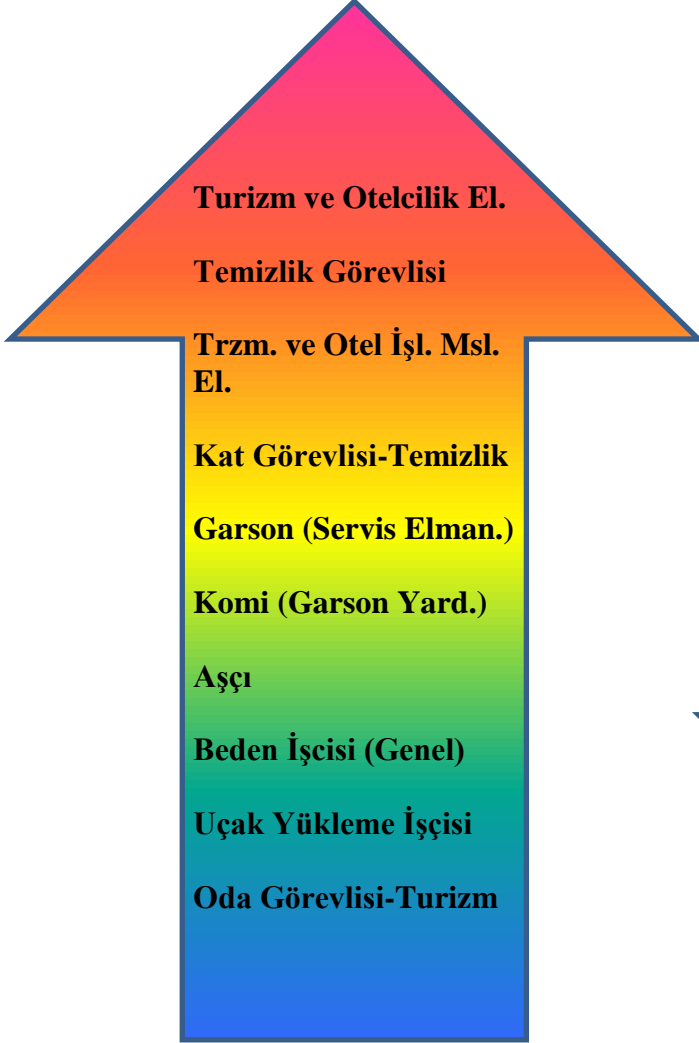 Turizm ve Otelcilik El.
Temizlik Görevlisi
Trzm. ve Otel İşl. Msl.
El.
Kat Görevlisi-Temizlik
Garson (Servis Elman.)
Komi (Garson Yard.)
Aşçı
Beden İşcisi (Genel)
Uçak Yükleme İşçisi
Oda Görevlisi-Turizm